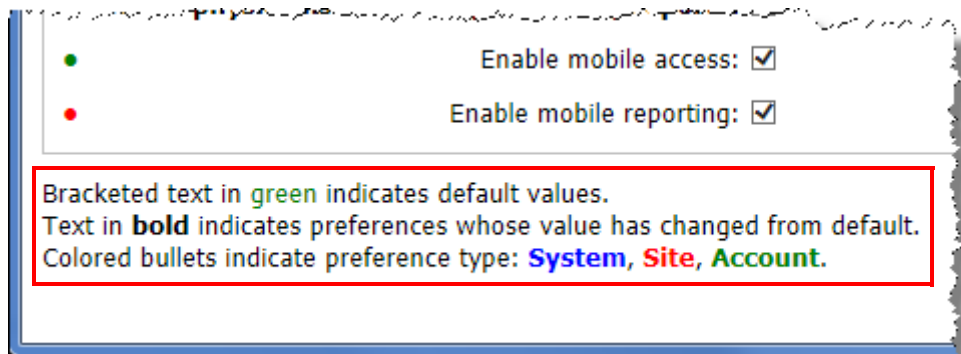 Enable mobile access:
Enable mobile reporting:
Bracketed text in green indicates default values.
Text in bold indicates preferences whose value has changed from default.
Colored bullets indicate preference type: System, Site, Account.